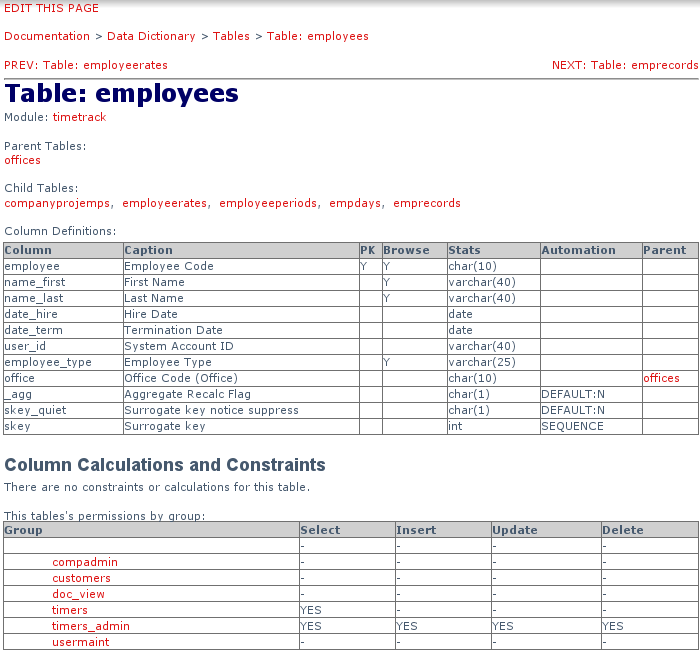 EDIT THIS PAGE
Documentation > Data Dictionary > Tables > Table: employees
PREV: Table: employeerates NEXT: Table: emprecords
Table: employees
Module: timetrack
Parent Tables:
offices
Child Tables:
companyprojemps, employeerates, employeeperiods, empdays, emprecords
Column Definitions:
Column Caption PK Browse Stats Automation Parent
employee Employee Code Y Y char(10)
name_first First Name Y varchar(40)
name_last Last Name Y varchar(40)
date_hire Hire Date date
date_term Termination Date date
user_id System Account ID varchar(40)
employee_type Employee Type Y varchar(25)
office Office Code (Office) char(10) offices
_agg Aggregate Recalc Flag char(1) DEFAULT:N
skey_quiet Surrogate key notice suppress char(1) DEFAULT:N
skey Surrogate key int SEQUENCE
Column Calculations and Constraints
There are no constraints or calculations for this table.
This tables's permissions by group:
Group Select Insert Update Delete
- - - -
compadmin - - - -
customers - - - -
doc_view - - - -
timers YES - - -
timers_admin YES YES YES YES
usermaint - - - -